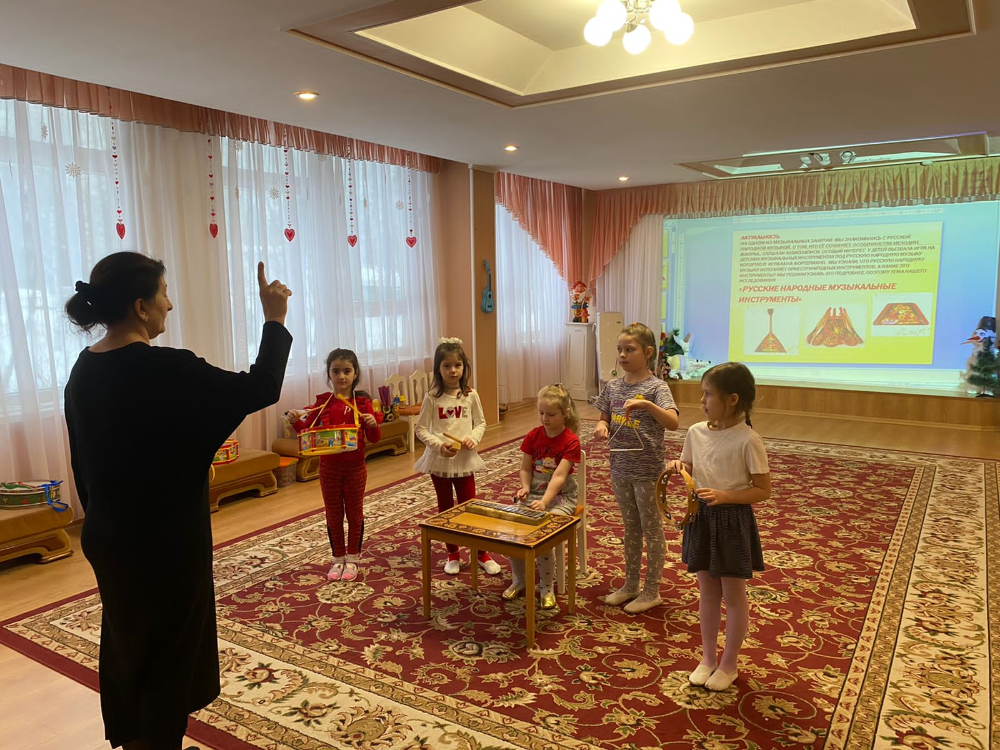 АКТУАЛЬНОСТЬ.
НА ОДНОМ ИЗ МУЗЫКАЛЬНЫХ ЗАНЯТИЙ МЫ ЗНАКОМИЛИСЬ С РУССКОЙ
НАРОДНОЙ МУЗЫКОЙ, О ТОМ, КТО ЕЁ СОЧИНЯЕТ, ОСОБЕННОСТЯХ МЕЛОДИИ,
ЖАНРАХ, СЛУШАЛИ АУДИОЗАПИСИ. ОСОБЫЙ ИНТЕРЕС У ДЕТЕЙ ВЫЗВАЛА ИГРА НА
ДЕТСКИХ МУЗЫКАЛЬНЫХ ИНСТРУМЕНТАХ ПОД РУССКУЮ НАРОДНУЮ МУЗЫКУ
КОТОРУЮ Я ИГРАЛА НА ФОРТЕПИАНО. МЫ УЗНАЛИ, ЧТО РУССКУЮ НАРОДНУЮ
МУЗЫКУ ИСПОЛНЯЕТ ОРКЕСТР НАРОДНЫХ ИНСТРУМЕНТОВ. А КАКИЕ ЭТО
ИНСТРУМЕНТЫ? МЫ РЕШИЛИ УЗНАТЬ ЭТО ПОДРОБНЕЕ, ПОЭТОМУ ТЕМА НАШЕГО
ИССЛЕДОВАНИЯ
«РУССКИЕ НАРОДНЫЕ МУЗЫКАЛЬНЫЕ
ИНСТРУМЕНТЫ»
LOVE